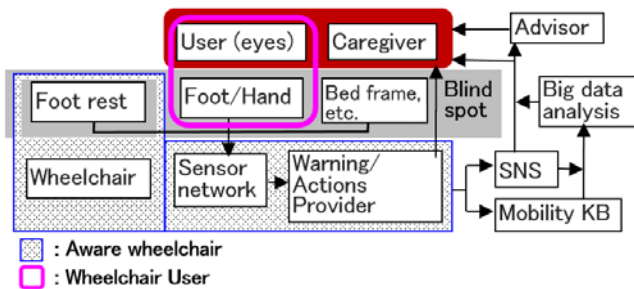 User (eyes)
Caregiver
Advisor
Foot rest
Foot/Hand
Bed frame,
etc.
Blind
spot
Big data
analysis
Wheelchair
Sensor
network
Warning/
Actions
Provider
SNS
Mobility KB
: Aware wheelchair
: Wheelchair User